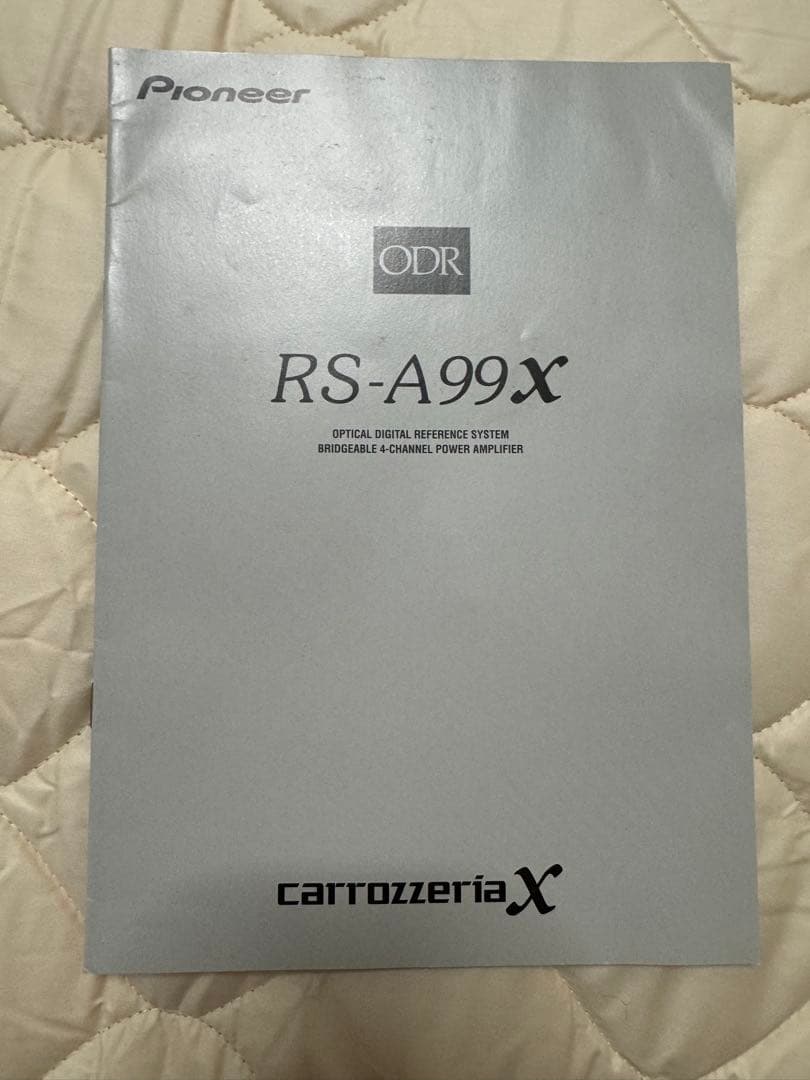 Pioneer
ODR
RS-A99x
OPTICAL DIGITAL REFERENCE SYSTEM
BRIDGEABLE 4-CHANNEL POWER AMPLIFIER
carrozzeria X